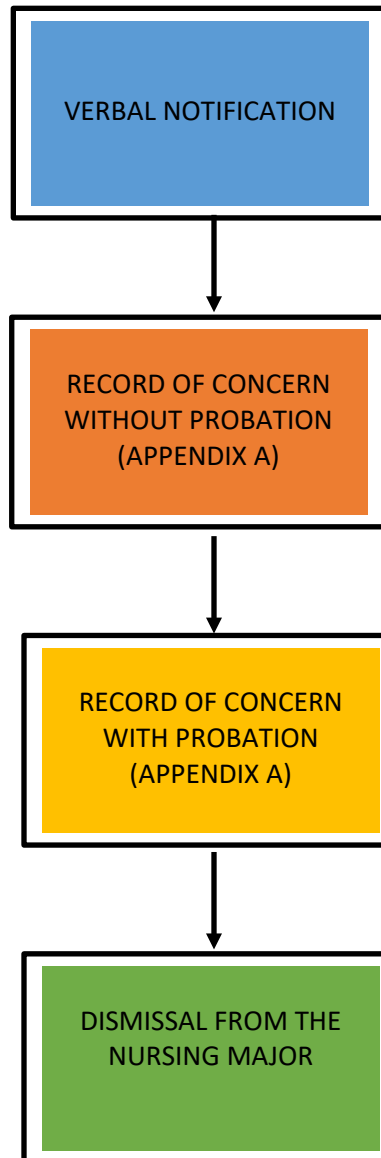 VERBAL NOTIFICATION
RECORD OF CONCERN
WITHOUT PROBATION
(APPENDIX A)
RECORD OF CONCERN
WITH PROBATION
(APPENDIX A)
DISMISSAL FROM THE
NURSING MAJOR